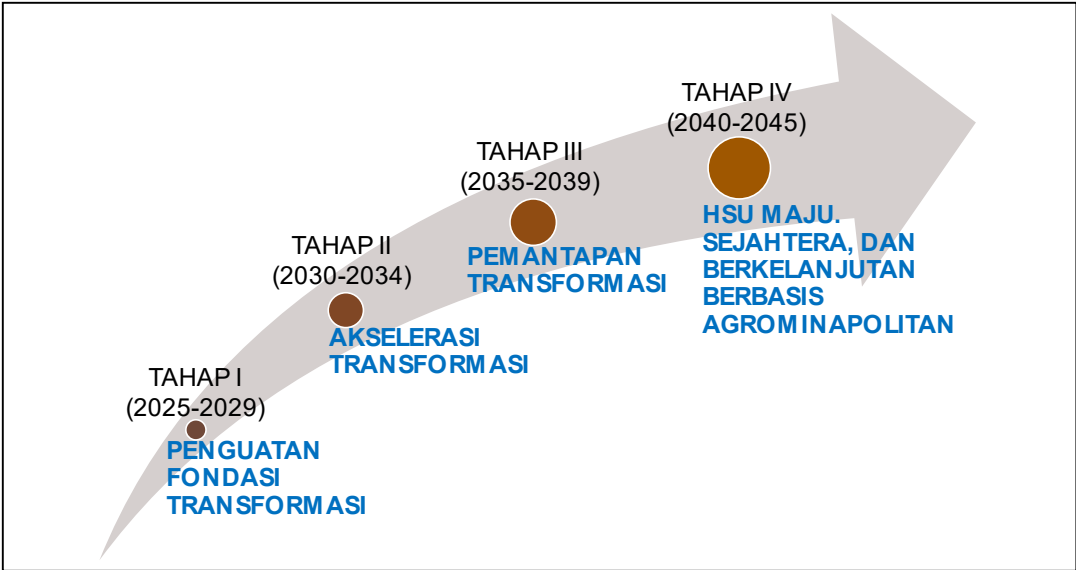 TAHAP I
(2025-2029)
PENGUATAN
FONDASI
TRANSFORMASI
TAHAP II
(2030-2034)
AKSELERASI
TRANSFORMASI
TAHAP III
(2035-2039)
PEMANTAPAN
TRANSFORMASI
TAHAP IV
(2040-2045)
HSU MAJU.
SEJAHTERA, DAN
BERKELANJUTAN
BERBASIS
AGROMINAPOLITAN